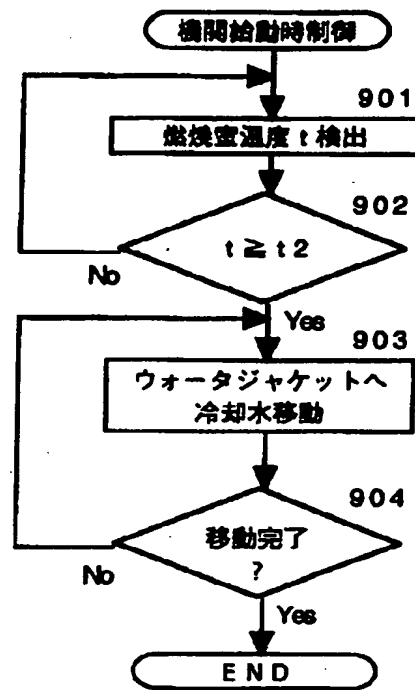 機関始動時制御
901
燃焼室温度 t 検出
902
t ≧ t2
No
Yes
903
ウォータジャケットへ
冷却水移動
904
移動完了
?
No
Yes
END